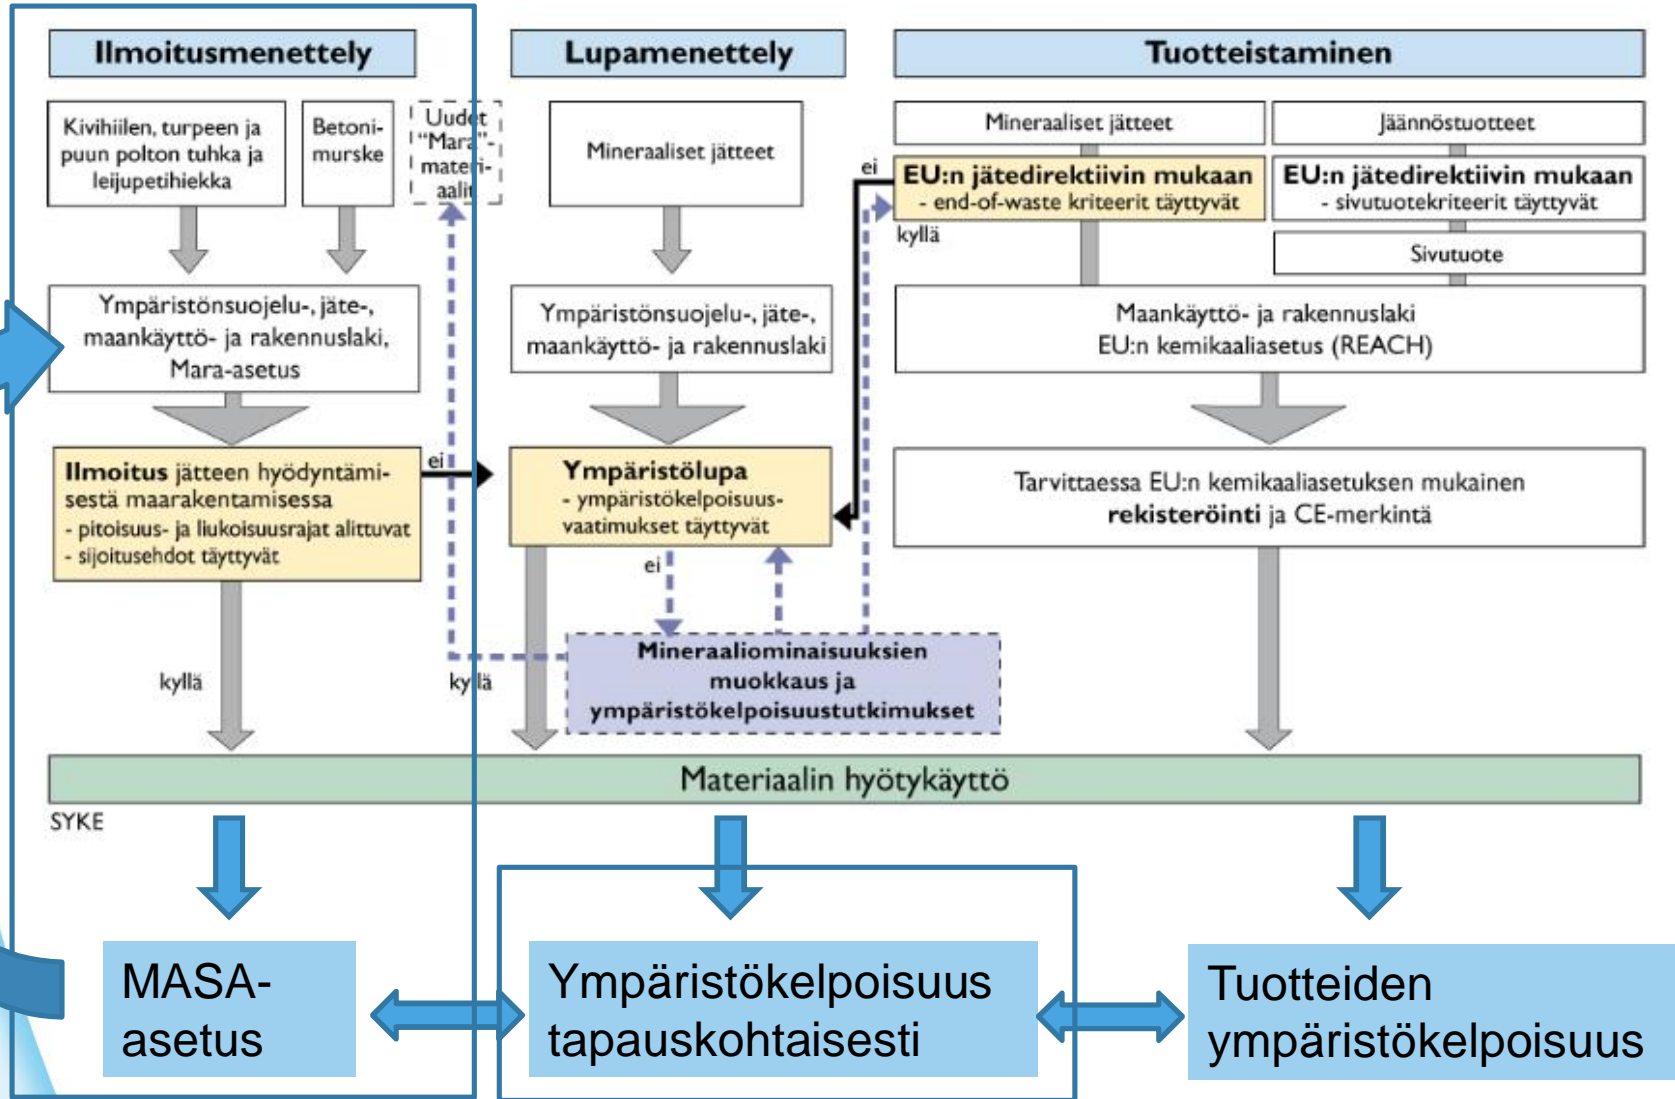 Ilmoitusmenettely
Kivihiilen, turpeen ja
puun polton tuhka ja
leijupetihiekka
Betoni-
murske
Uudet
"Mara"-
materi-
aalit
Ympäristönsuojelu-, jäte-,
maankäyttö- ja rakennuslaki,
Mara-asetus
Ilmoitus jätteen hyödyntämi-
sestä maarakentamisessa
- pitoisuus- ja liukoisuusrajat alittuvat
- sijoitusehdot täyttyvät
ei
kyllä
Lupamenettely
Mineraaliset jätteet
Ympäristönsuojelu-, jäte-,
maankäyttö- ja rakennuslaki
Ympäristölupa
- ympäristökelpoisuus-
vaatimukset täyttyvät
ei
kyllä
Mineraaliominaisuuksien
muokkaus ja
ympäristökelpoisuustutkimukset
Tuotteistaminen
Mineraaliset jätteet
Jäännöstuotteet
ei
EU:n jätedirektiivin mukaan
- end-of-waste kriteerit täyttyvät
kyllä
EU:n jätedirektiivin mukaan
- sivutuotekriteerit täyttyvät
Sivutuote
Maankäyttö- ja rakennuslaki
EU:n kemikaaliasetus (REACH)
Tarvittaessa EU:n kemikaaliasetuksen mukainen
rekisteröinti ja CE-merkintä
Materiaalin hyötykäyttö
SYKE
MASA-
asetus
Ympäristökelpoisuus
tapauskohtaisesti
Tuotteiden
ympäristökelpoisuus